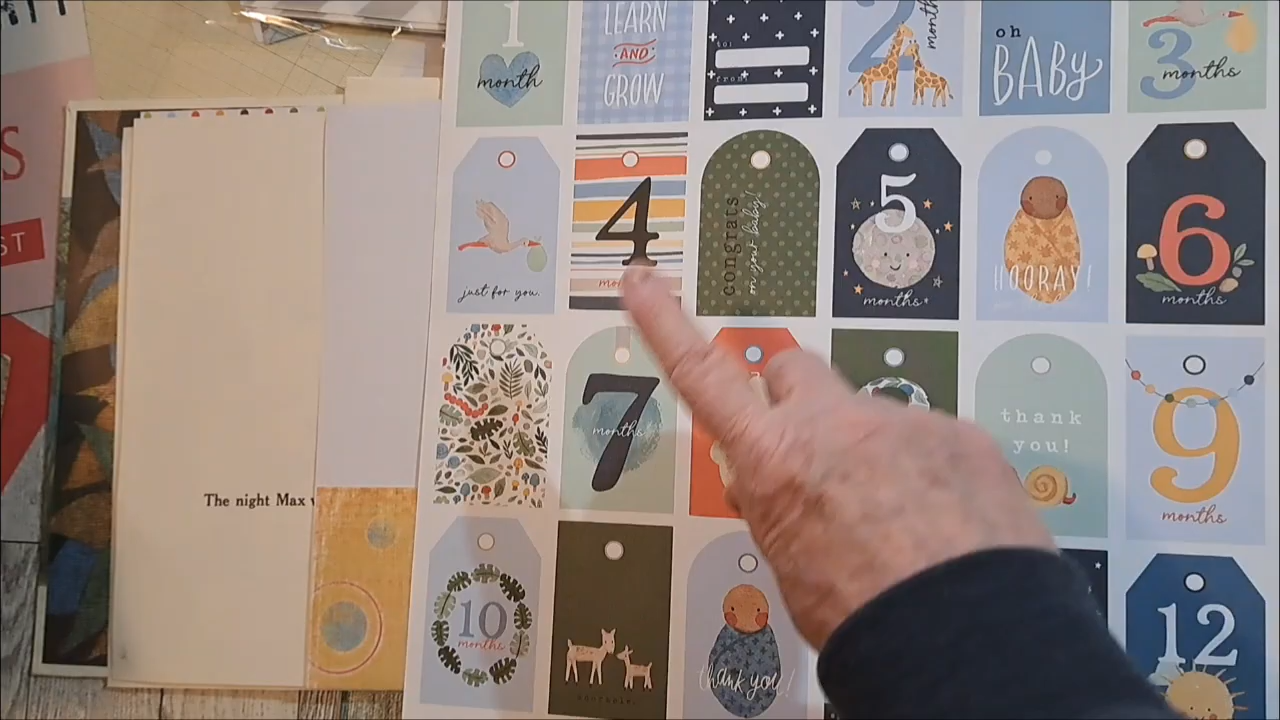 S
ST
The night Max
1
month
LEARN
AND
GROW
to:
from:
2
month
oh
BABY
3
months
just for you.
4
congrats
on your baby!
5
months
HOORAY!
6
months
7
months
thank
you!
9
months
10
months
thank you!
12